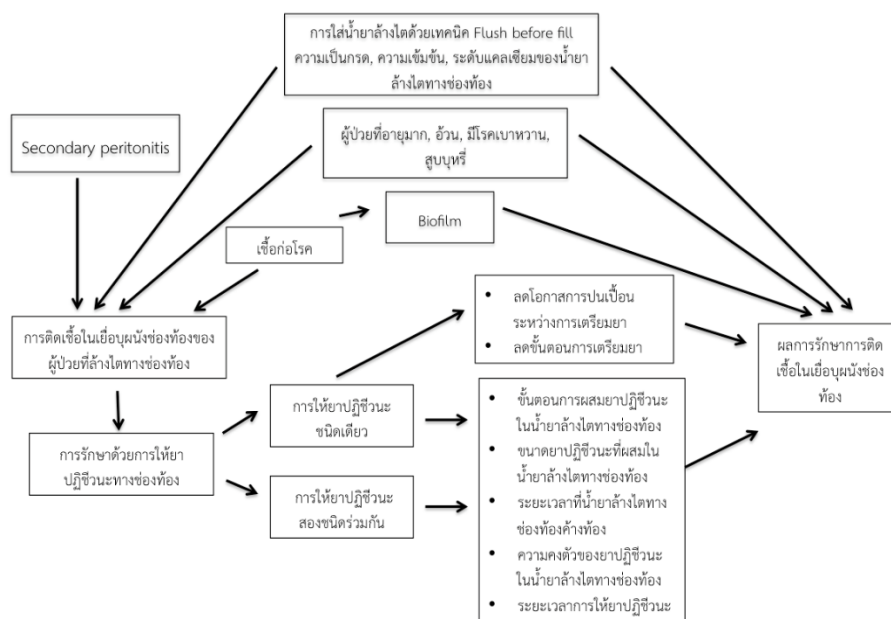 การใส่น้ำยาล้างไตด้วยเทคนิค Flush before fill
ความเป็นกรด, ความเข้มข้น, ระดับแคลเซียมของน้ำยา
ล้างไตทางช่องท้อง
ผู้ป่วยที่อายุมาก, อ้วน, มีโรคเบาหวาน,
สูบบุหรี่
Secondary peritonitis
Biofilm
เชื้อก่อโรค
การติดเชื้อในเยื่อบุผนังช่องท้องของ
ผู้ป่วยที่ล้างไตทางช่องท้อง
• ลดโอกาสการปนเปื้อน
ระหว่างการเตรียมยา
• ลดขั้นตอนการเตรียมยา
ผลการรักษาการติด
เชื้อในเยื่อบุผนังช่อง
ท้อง
การรักษาด้วยการให้ยา
ปฏิชีวนะทางช่องท้อง
การให้ยาปฏิชีวนะ
ชนิดเดียว
การให้ยาปฏิชีวนะ
สองชนิดร่วมกัน
• ขั้นตอนการผสมยาปฏิชีวนะ
ในน้ำยาล้างไตทางช่องท้อง
• ขนาดยาปฏิชีวนะที่ผสมใน
น้ำยาล้างไตทางช่องท้อง
• ระยะเวลาที่น้ำยาล้างไตทาง
ช่องท้องค้างท้อง
• ความคงตัวของยาปฏิชีวนะ
ในน้ำยาล้างไตทางช่องท้อง
• ระยะเวลาการให้ยาปฏิชีวนะ